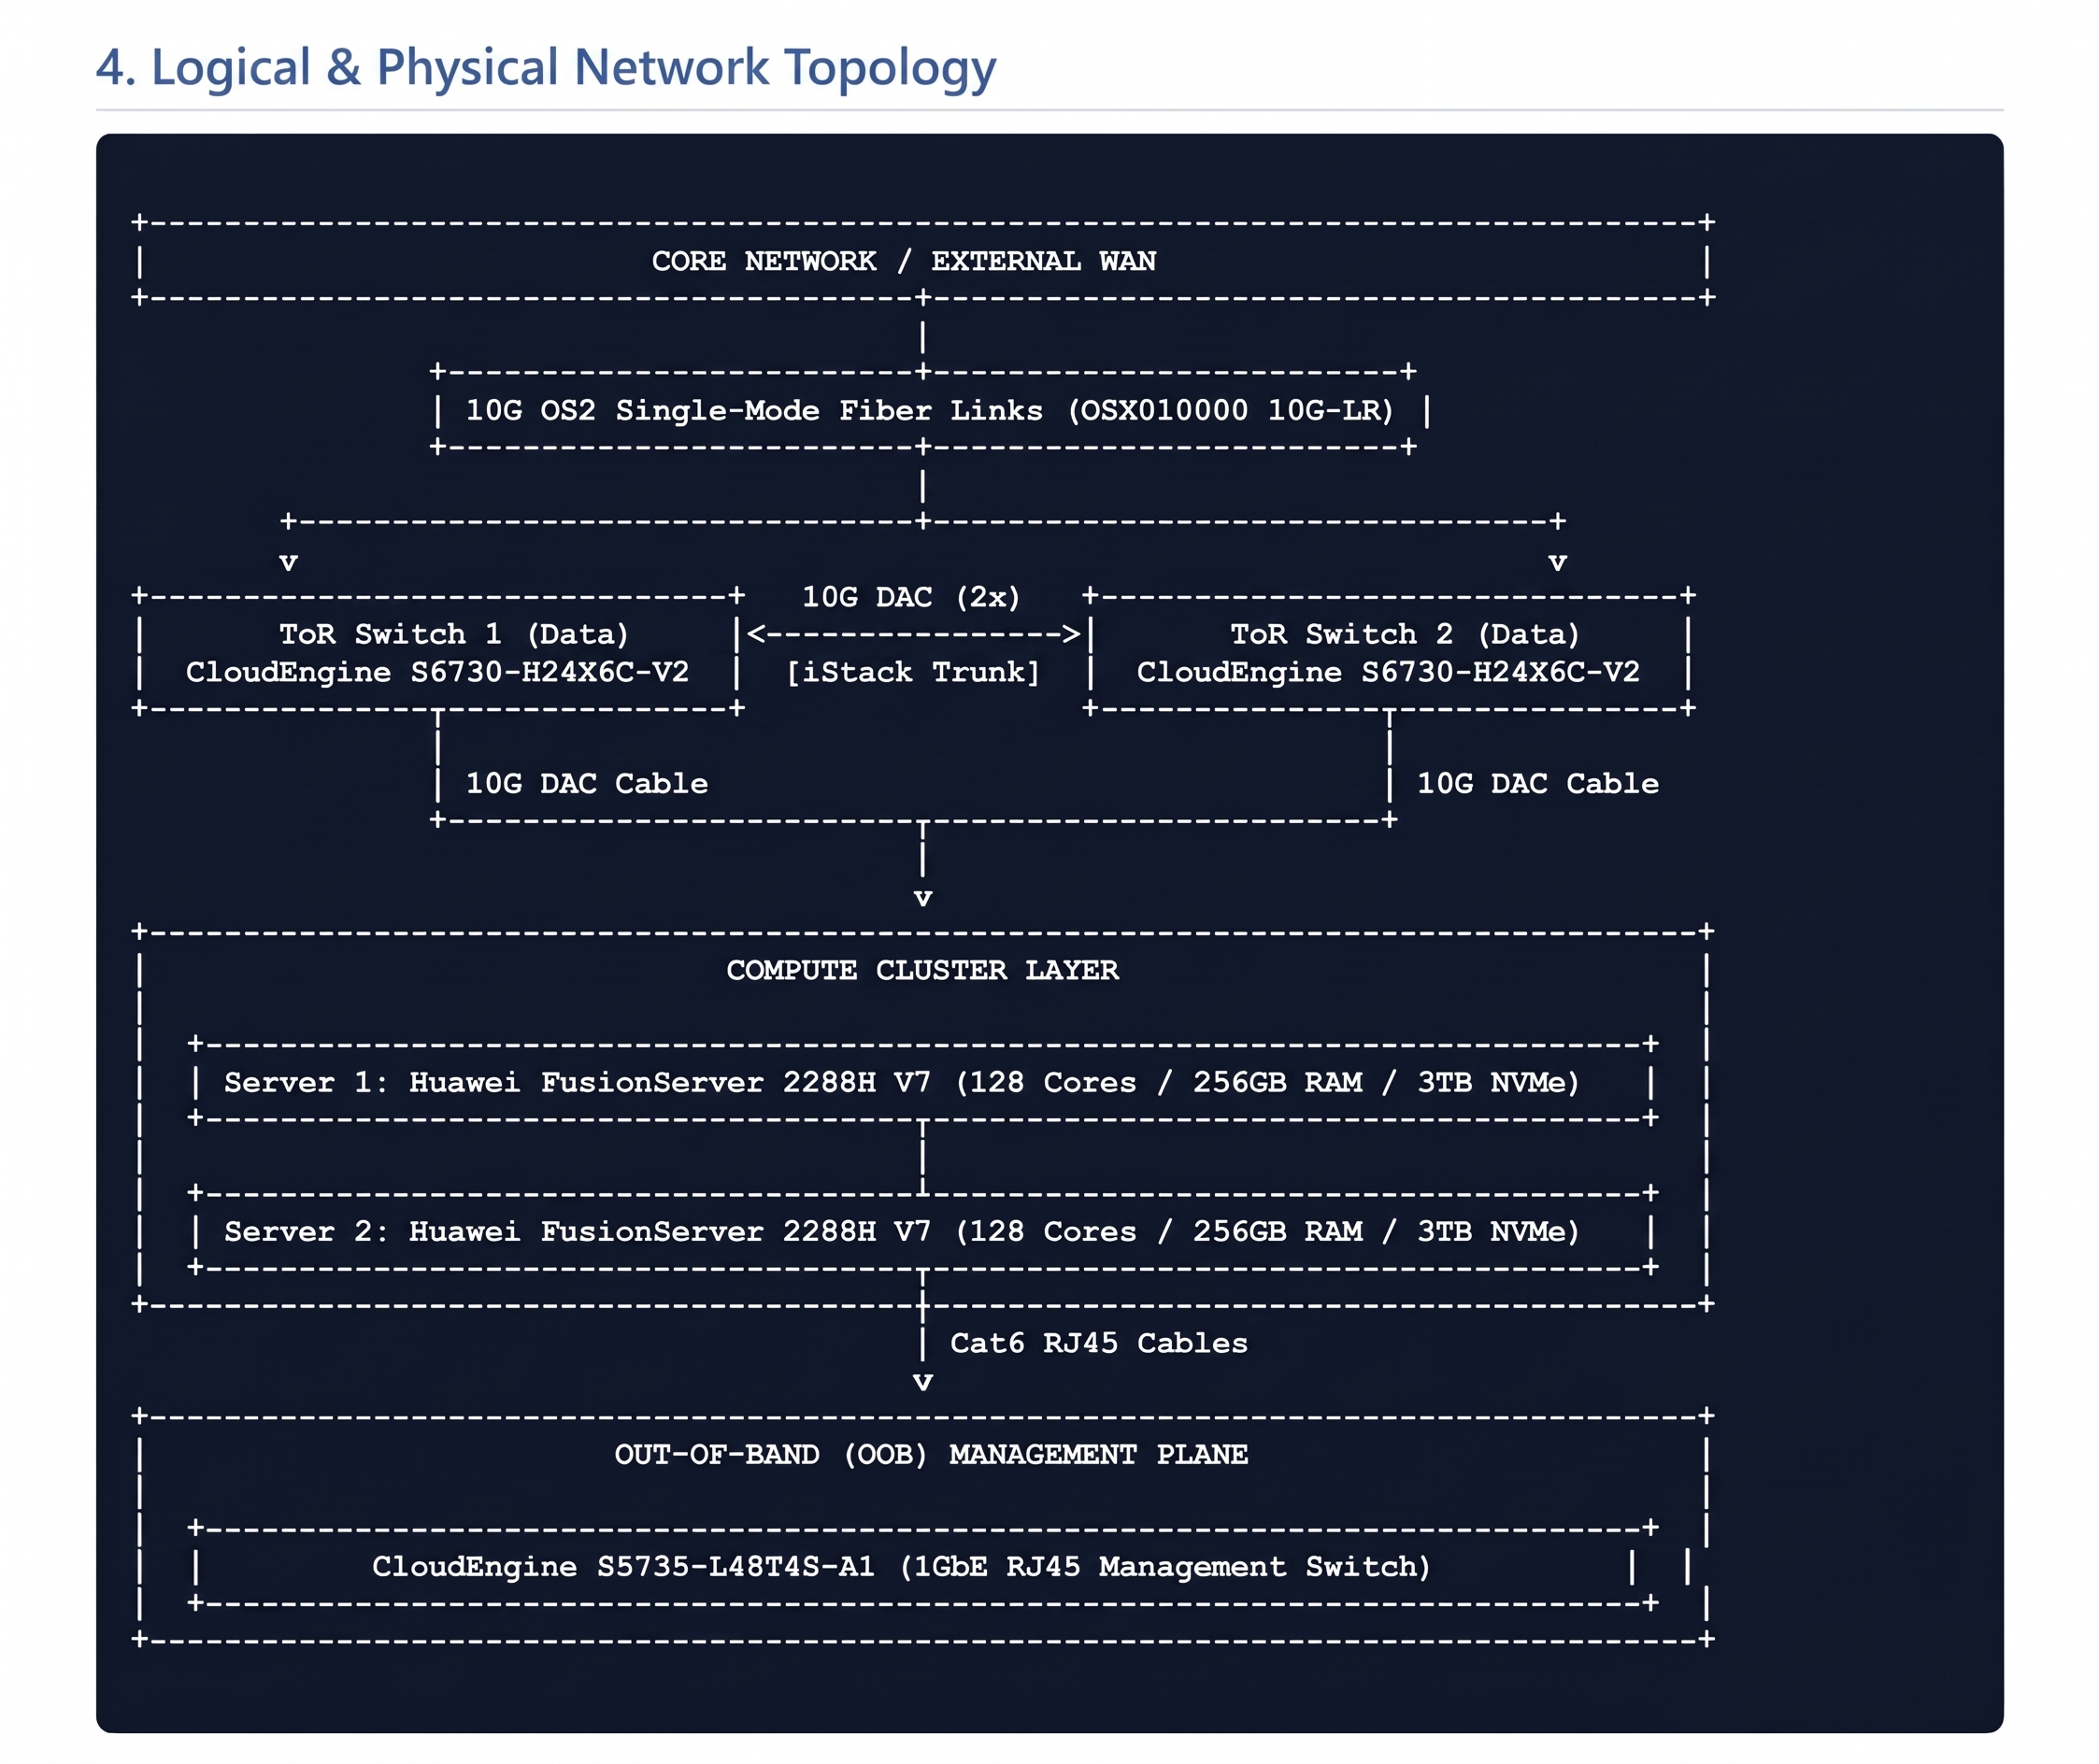 4. Logical & Physical Network Topology
CORE NETWORK / EXTERNAL WAN
10G OS2 Single-Mode Fiber Links (OSX010000 10G-LR)
10G DAC (2x)
ToR Switch 1 (Data)
ToR Switch 2 (Data)
CloudEngine S6730-H24X6C-V2
[iStack Trunk]
CloudEngine S6730-H24X6C-V2
10G DAC Cable
10G DAC Cable
COMPUTE CLUSTER LAYER
Server 1: Huawei FusionServer 2288H V7 (128 Cores / 256GB RAM / 3TB NVMe)
Server 2: Huawei FusionServer 2288H V7 (128 Cores / 256GB RAM / 3TB NVMe)
Cat6 RJ45 Cables
OUT-OF-BAND (OOB) MANAGEMENT PLANE
CloudEngine S5735-L48T4S-A1 (1GbE RJ45 Management Switch)